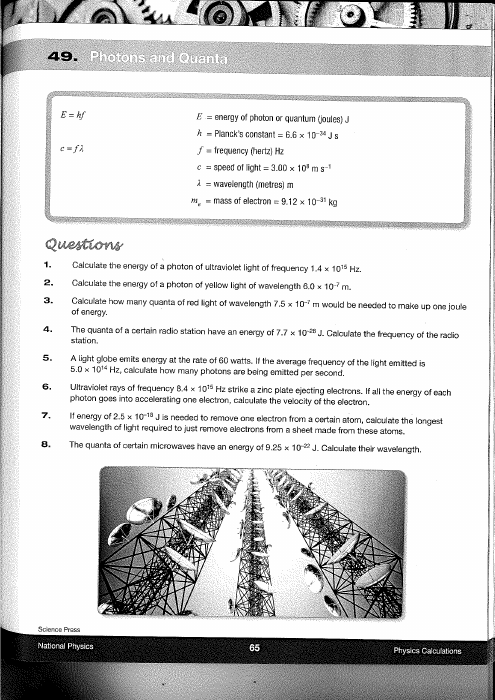 49. Photons and Quanta
E = hf
E = energy of photon or quantum (joules) J
h = Planck's constant = 6.6 × 10⁻³⁴ J s
c = fλ
f = frequency (hertz) Hz
c = speed of light = 3.00 × 10⁸ m s⁻¹
λ = wavelength (metres) m
mₑ = mass of electron = 9.12 × 10⁻³¹ kg
Questions
1. Calculate the energy of a photon of ultraviolet light of frequency 1.4 × 10¹⁶ Hz.
2. Calculate the energy of a photon of yellow light of wavelength 6.0 × 10⁻⁷ m.
3. Calculate how many quanta of red light of wavelength 7.5 × 10⁻⁷ m would be needed to make up one joule
of energy.
4. The quanta of a certain radio station have an energy of 7.7 × 10⁻²⁸ J. Calculate the frequency of the radio
station.
5. A light globe emits energy at the rate of 60 watts. If the average frequency of the light emitted is
5.0 × 10¹⁴ Hz, calculate how many photons are being emitted per second.
6. Ultraviolet rays of frequency 8.4 × 10¹⁵ Hz strike a zinc plate ejecting electrons. If all the energy of each
photon goes into accelerating one electron, calculate the velocity of the electron.
7. If energy of 2.5 × 10⁻¹⁸ J is needed to remove one electron from a certain atom, calculate the longest
wavelength of light required to just remove electrons from a sheet made from these atoms.
8. The quanta of certain microwaves have an energy of 9.25 × 10⁻²² J. Calculate their wavelength.
Science Press
National Physics
65
Physics Calculations